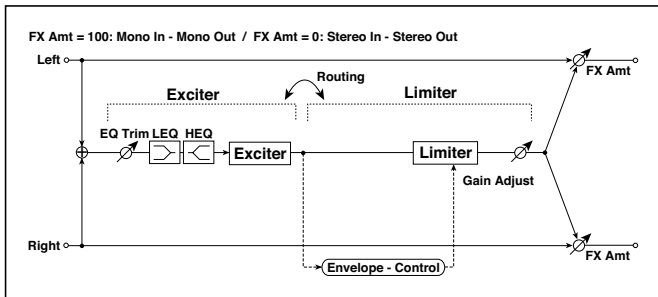 FX Amt = 100: Mono In - Mono Out / FX Amt = 0: Stereo In - Stereo Out
Left
FX Amt
Routing
Exciter
Limiter
EQ Trim
LEQ
HEQ
Exciter
Limiter
Gain Adjust
Right
FX Amt
Envelope - Control